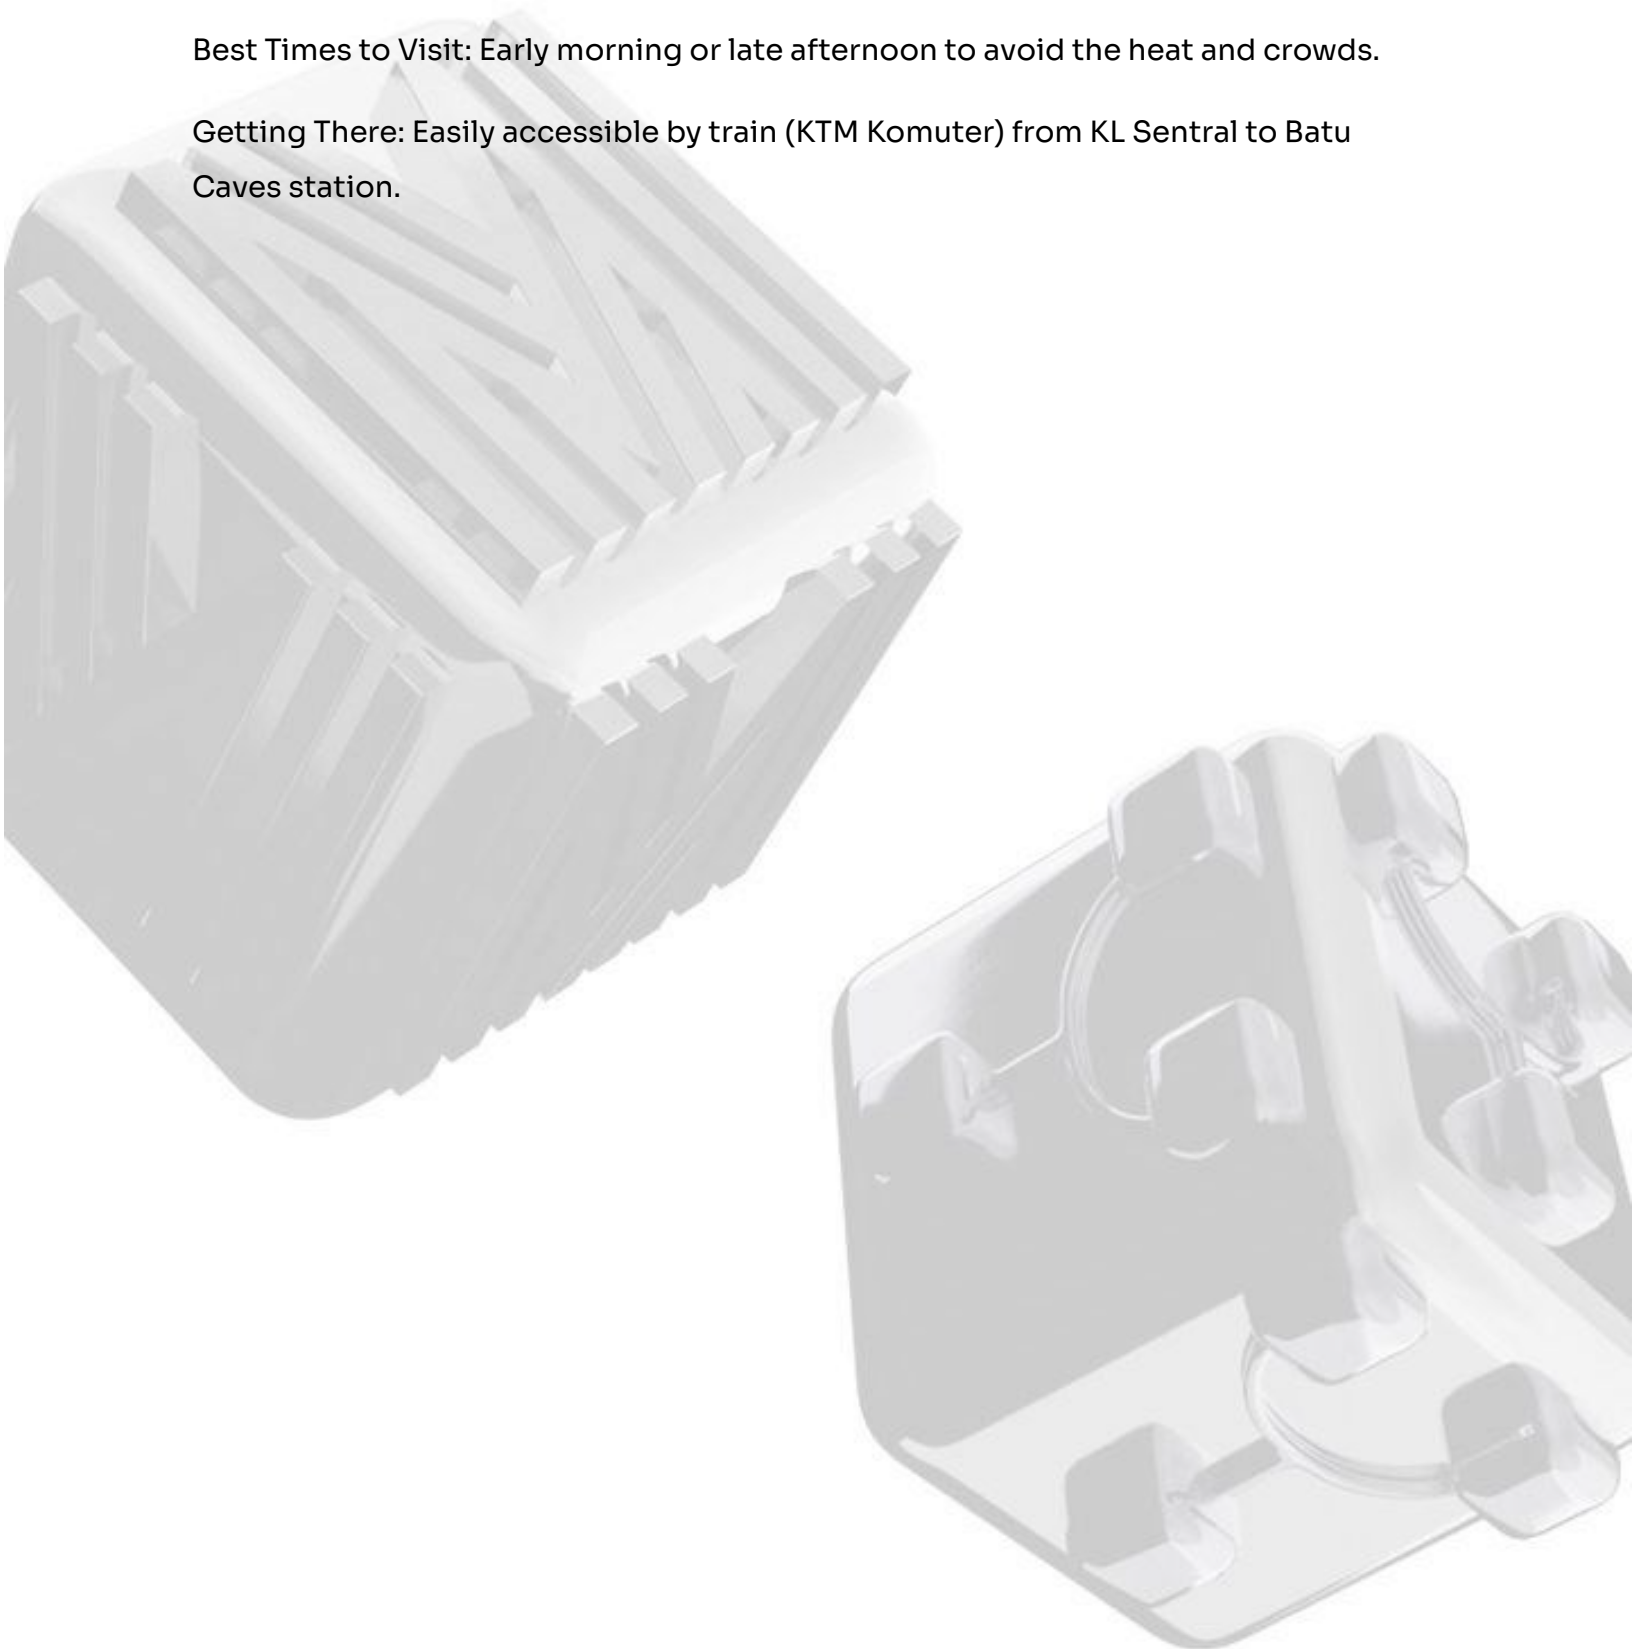 Best Times to Visit: Early morning or late afternoon to avoid the heat and crowds.
Getting There: Easily accessible by train (KTM Komuter) from KL Sentral to Batu
Caves station.